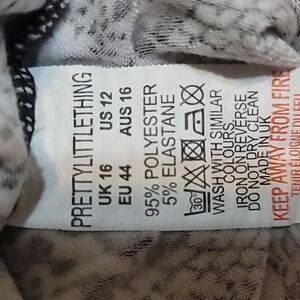 PRETTYLITTLETHING
UK 16 US 12
EU 44 AUS 16
95% POLYESTER
5% ELASTANE
30°
WASH WITH SIMILAR
COLOURS
IRON ON REVERSE
DO NOT DRY CLEAN
MADE IN UK
KEEP AWAY FROM FIRE